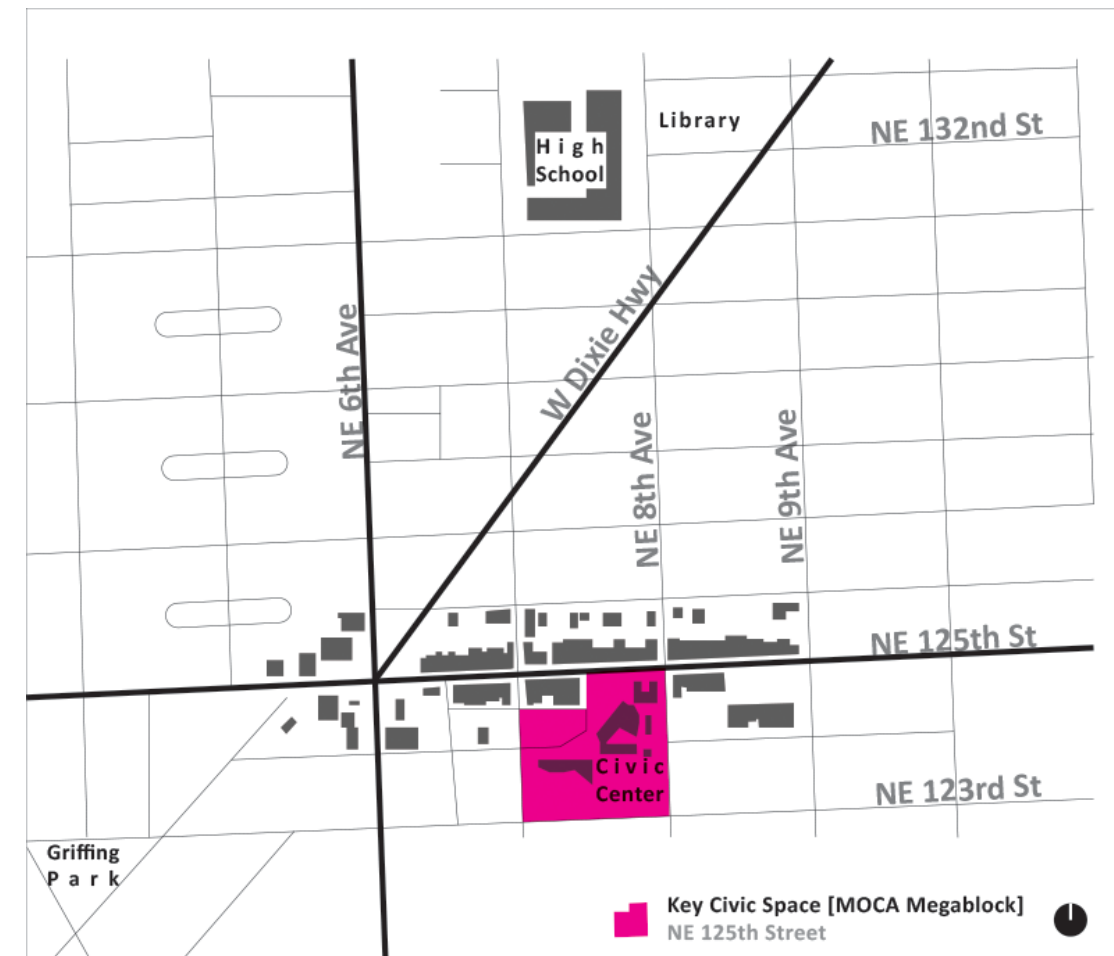 Library
NE 132nd St
High
School
W Dixie Hwy
NE 6th Ave
NE 8th Ave
NE 9th Ave
NE 125th St
Civic
Center
NE 123rd St
Griffing
Park
Key Civic Space [MOCA Megablock]
NE 125th Street